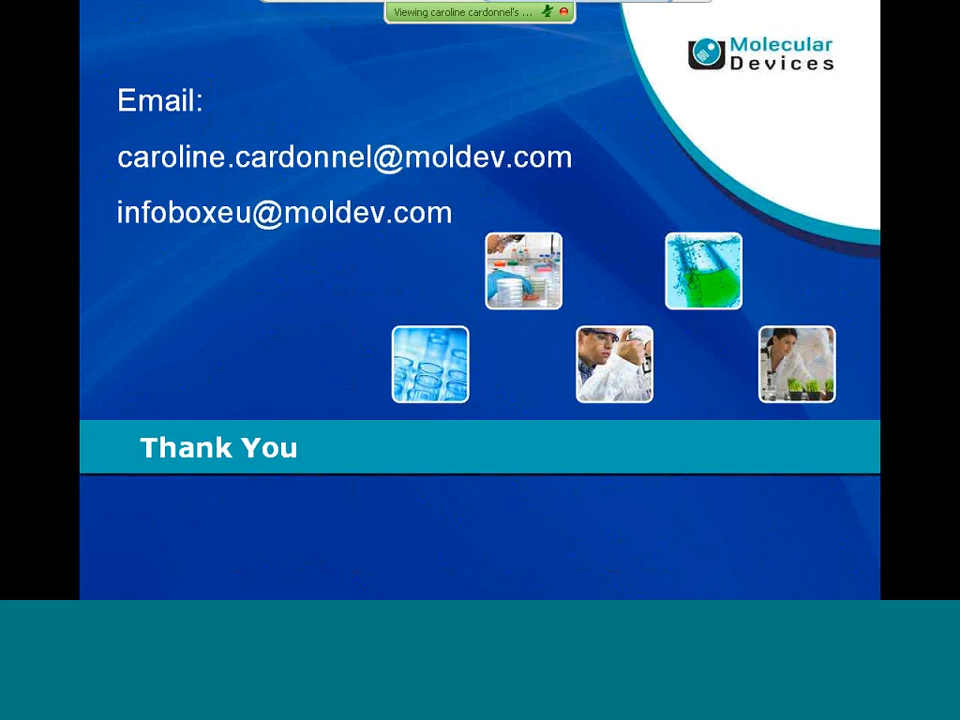 Viewing caroline cardonnel's ...
Molecular
Devices
Email:
caroline.cardonnel@moldev.com
infoboxeu@moldev.com
Thank You